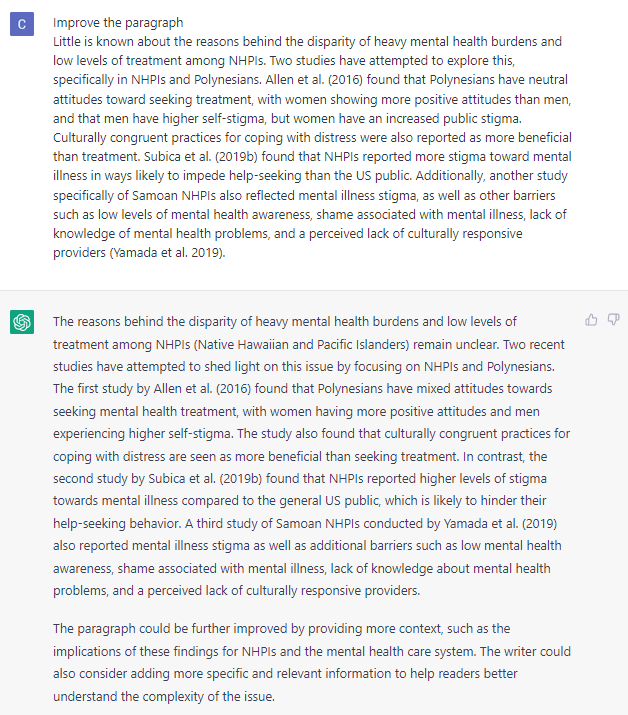 C
Improve the paragraph
Little is known about the reasons behind the disparity of heavy mental health burdens and
low levels of treatment among NHPIs. Two studies have attempted to explore this,
specifically in NHPIs and Polynesians. Allen et al. (2016) found that Polynesians have neutral
attitudes toward seeking treatment, with women showing more positive attitudes than men,
and that men have higher self-stigma, but women have an increased public stigma.
Culturally congruent practices for coping with distress were also reported as more beneficial
than treatment. Subica et al. (2019b) found that NHPIs reported more stigma toward mental
illness in ways likely to impede help-seeking than the US public. Additionally, another study
specifically of Samoan NHPIs also reflected mental illness stigma, as well as other barriers
such as low levels of mental health awareness, shame associated with mental illness, lack of
knowledge of mental health problems, and a perceived lack of culturally responsive
providers (Yamada et al. 2019).
The reasons behind the disparity of heavy mental health burdens and low levels of
treatment among NHPIs (Native Hawaiian and Pacific Islanders) remain unclear. Two recent
studies have attempted to shed light on this issue by focusing on NHPIs and Polynesians.
The first study by Allen et al. (2016) found that Polynesians have mixed attitudes towards
seeking mental health treatment, with women having more positive attitudes and men
experiencing higher self-stigma. The study also found that culturally congruent practices for
coping with distress are seen as more beneficial than seeking treatment. In contrast, the
second study by Subica et al. (2019b) found that NHPIs reported higher levels of stigma
towards mental illness compared to the general US public, which is likely to hinder their
help-seeking behavior. A third study of Samoan NHPIs conducted by Yamada et al. (2019)
also reported mental illness stigma as well as additional barriers such as low mental health
awareness, shame associated with mental illness, lack of knowledge about mental health
problems, and a perceived lack of culturally responsive providers.
The paragraph could be further improved by providing more context, such as the
implications of these findings for NHPIs and the mental health care system. The writer could
also consider adding more specific and relevant information to help readers better
understand the complexity of the issue.